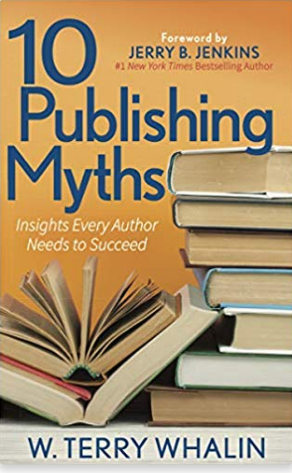 10
Foreword by
JERRY B. JENKINS
#1 New York Times Bestselling Author
Publishing
Myths
Insights Every Author
Needs to Succeed
W. TERRY WHALIN